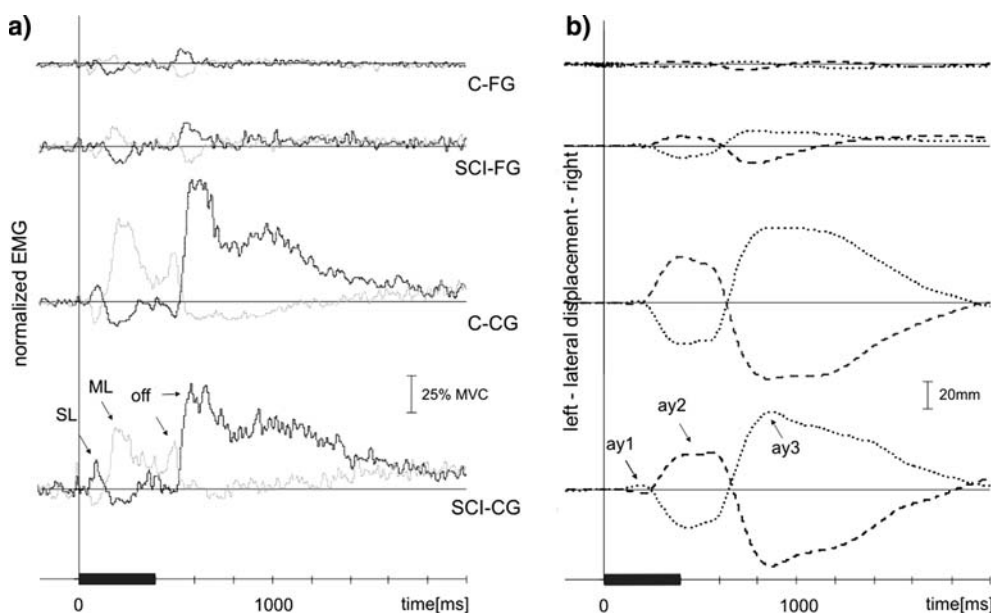 a)
normalized EMG
C-FG
SCI-FG
C-CG
25% MVC
SL
ML
off
SCI-CG
0
1000
time[ms]
b)
left - lateral displacement - right
20mm
ay1
ay2
ay3
0
1000
time[ms]